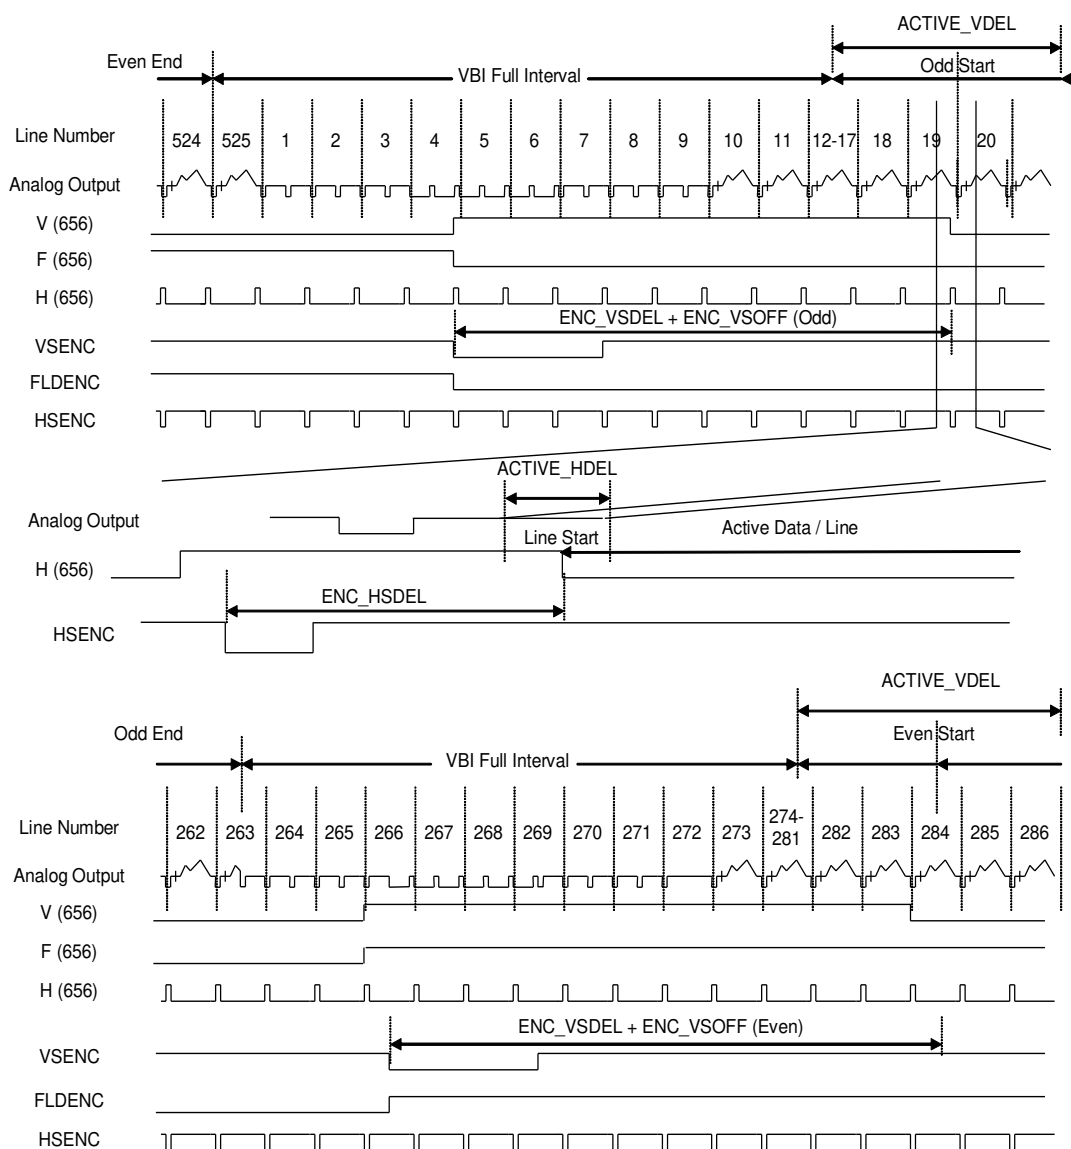 ACTIVE_VDEL
Even End
VBI Full Interval
Odd Start
Line Number
524 525 1 2 3 4 5 6 7 8 9 10 11 12-17 18 19 20
Analog Output
V (656)
F (656)
H (656)
ENC_VSDEL + ENC_VSOFF (Odd)
VSENC
FLDENC
HSENC
ACTIVE_HDEL
Analog Output
Line Start
Active Data / Line
H (656)
ENC_HSDEL
HSENC
ACTIVE_VDEL
Odd End
Even Start
VBI Full Interval
Line Number
262 263 264 265 266 267 268 269 270 271 272 273 274-281 282 283 284 285 286
Analog Output
V (656)
F (656)
H (656)
ENC_VSDEL + ENC_VSOFF (Even)
VSENC
FLDENC
HSENC